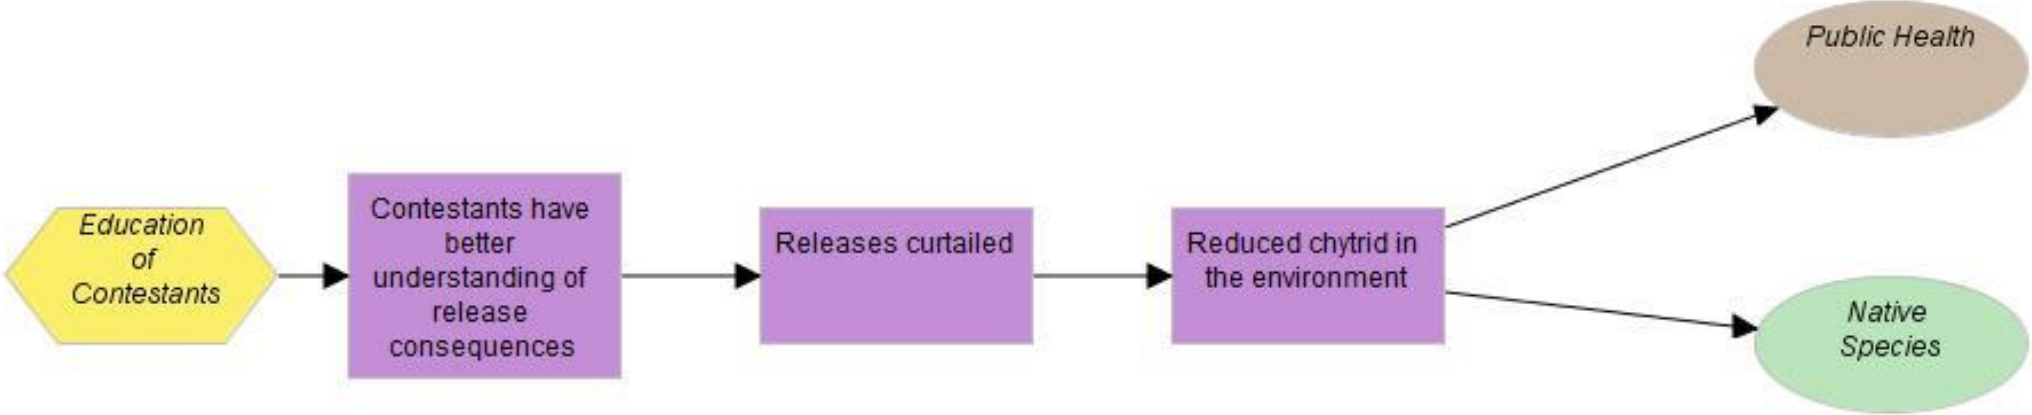 Education
of
Contestants
Contestants have
better
understanding of
release
consequences
Releases curtailed
Reduced chytrid in
the environment
Public Health
Native
Species